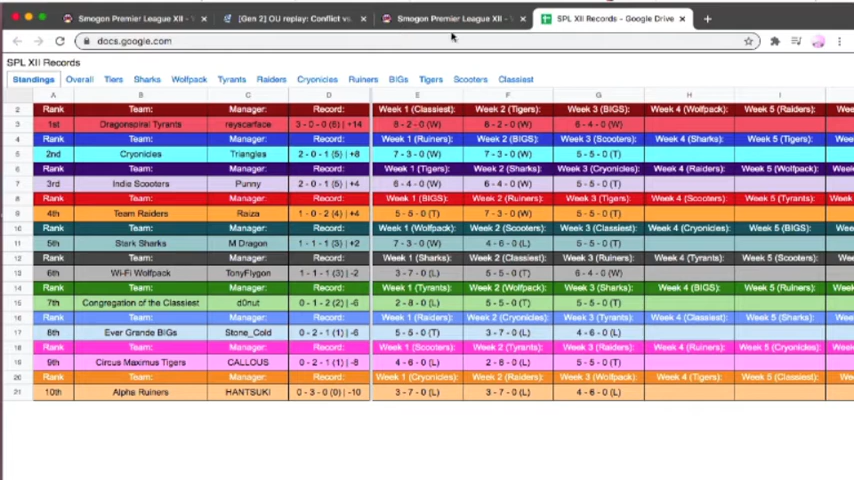 Smogon Premier League XII -
[Gen 2] OU replay: Conflict vs.
Smogon Premier League XII -
SPL XII Records - Google Drive
docs.google.com
SPL XII Records
Standings Overall Tiers Sharks Wolfpack Tyrants Raiders Cryonicles Ruiners BIGs Tigers Scooters Classiest
A B C D E F G H I
2 Rank Team: Manager: Record: Week 1 (Classiest): Week 2 (Tigers): Week 3 (BIGS): Week 4 (Wolfpack): Week 5 (Raiders):
3 1st Dragonspiral Tyrants reyscarface 3 - 0 - 0 (6) | +14 8 - 2 - 0 (W) 8 - 2 - 0 (W) 6 - 4 - 0 (W)
4 Rank Team: Manager: Record: Week 1 (Ruiners): Week 2 (BIGS): Week 3 (Scooters): Week 4 (Sharks): Week 5 (Tigers):
5 2nd Cryonicles Triangles 2 - 0 - 1 (5) | +8 7 - 3 - 0 (W) 7 - 3 - 0 (W) 5 - 5 - 0 (T)
6 Rank Team: Manager: Record: Week 1 (Tigers): Week 2 (Sharks): Week 3 (Cryonicles): Week 4 (Raiders): Week 5 (Wolfpack):
7 3rd Indie Scooters Punny 2 - 0 - 1 (5) | +4 6 - 4 - 0 (W) 6 - 4 - 0 (W) 5 - 5 - 0 (T)
8 Rank Team: Manager: Record: Week 1 (BIGS): Week 2 (Ruiners): Week 3 (Tigers): Week 4 (Scooters): Week 5 (Tyrants):
9 4th Team Raiders Raiza 1 - 0 - 2 (4) | +4 5 - 5 - 0 (T) 7 - 3 - 0 (W) 5 - 5 - 0 (T)
10 Rank Team: Manager: Record: Week 1 (Wolfpack): Week 2 (Scooters): Week 3 (Classiest): Week 4 (Cryonicles): Week 5 (BIGS):
11 5th Stark Sharks M Dragon 1 - 1 - 1 (3) | +2 7 - 3 - 0 (W) 4 - 6 - 0 (L) 5 - 5 - 0 (T)
12 Rank Team: Manager: Record: Week 1 (Sharks): Week 2 (Classiest): Week 3 (Ruiners): Week 4 (Tyrants): Week 5 (Scooters):
13 6th Wi-Fi Wolfpack TonyFlygon 1 - 1 - 1 (3) | -2 3 - 7 - 0 (L) 5 - 5 - 0 (T) 6 - 4 - 0 (W)
14 Rank Team: Manager: Record: Week 1 (Tyrants): Week 2 (Wolfpack): Week 3 (Sharks): Week 4 (BIGS): Week 5 (Ruiners):
15 7th Congregation of the Classiest d0nut 0 - 1 - 2 (2) | -6 2 - 8 - 0 (L) 5 - 5 - 0 (T) 5 - 5 - 0 (T)
16 Rank Team: Manager: Record: Week 1 (Raiders): Week 2 (Cryonicles): Week 3 (Tyrants): Week 4 (Classiest): Week 5 (Sharks):
17 8th Ever Grande BIGs Stone_Cold 0 - 2 - 1 (1) | -6 5 - 5 - 0 (T) 3 - 7 - 0 (L) 4 - 6 - 0 (L)
18 Rank Team: Manager: Record: Week 1 (Scooters): Week 2 (Tyrants): Week 3 (Raiders): Week 4 (Ruiners): Week 5 (Cryonicles):
19 9th Circus Maximus Tigers CALLOUS 0 - 2 - 1 (1) | -8 4 - 6 - 0 (L) 2 - 8 - 0 (L) 5 - 5 - 0 (T)
20 Rank Team: Manager: Record: Week 1 (Cryonicles): Week 2 (Raiders): Week 3 (Wolfpack): Week 4 (Tigers): Week 5 (Classiest):
21 10th Alpha Ruiners HANTSUKI 0 - 3 - 0 (0) | -10 3 - 7 - 0 (L) 3 - 7 - 0 (L) 4 - 6 - 0 (L)